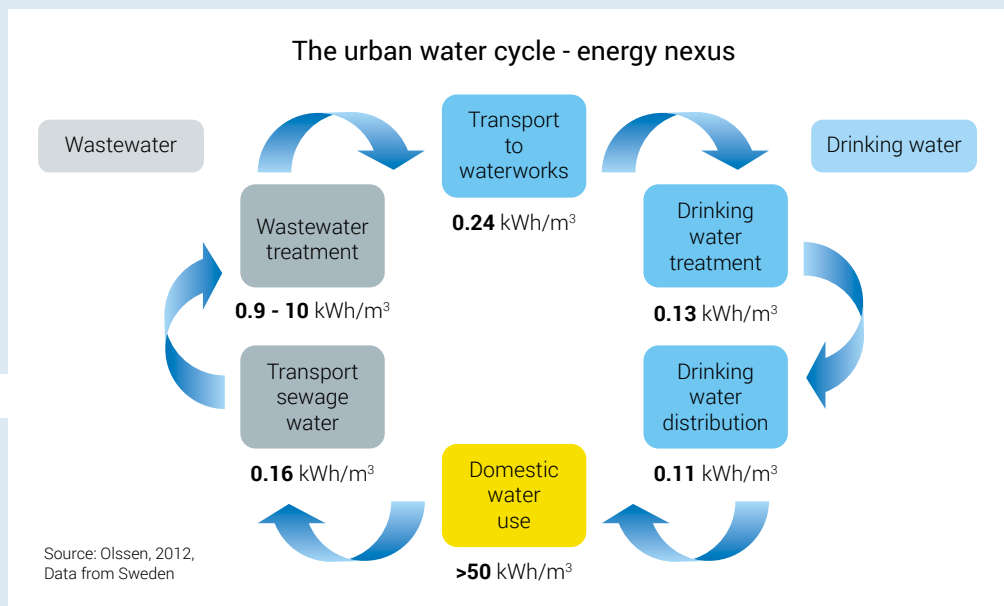 The urban water cycle - energy nexus
Wastewater
Transport
to
waterworks
0.24 kWh/m³
Drinking water
Wastewater
treatment
0.9 - 10 kWh/m³
Drinking
water
treatment
0.13 kWh/m³
Transport
sewage
water
0.16 kWh/m³
Drinking
water
distribution
0.11 kWh/m³
Domestic
water
use
>50 kWh/m³
Source: Olssen, 2012,
Data from Sweden